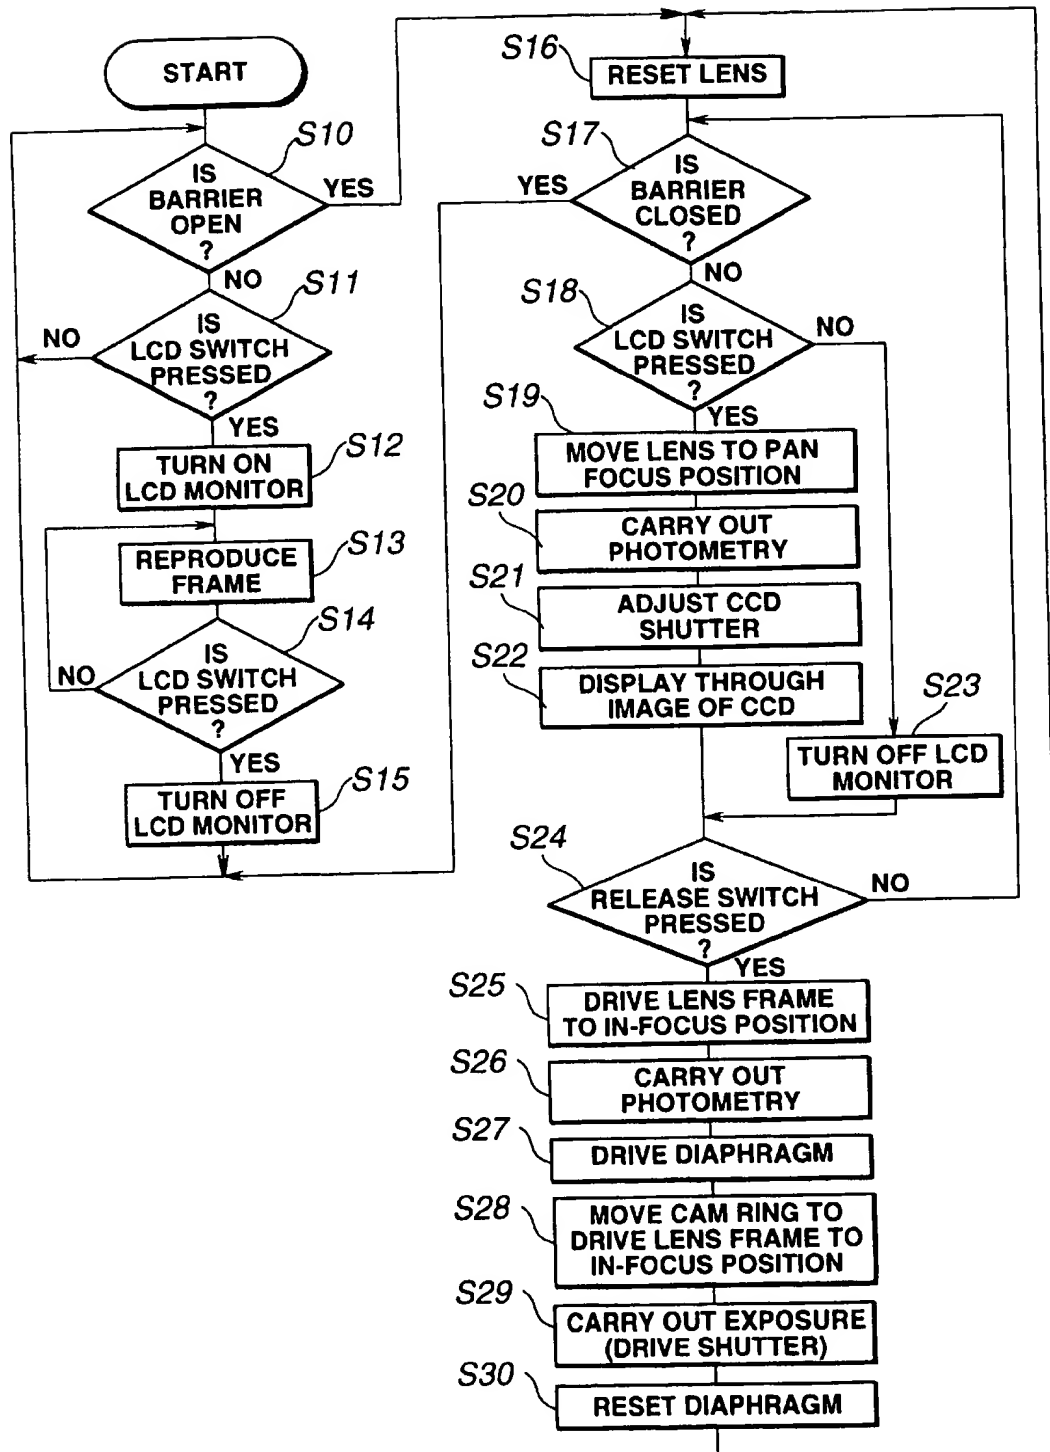 START
S10
IS
BARRIER
OPEN
?
YES
NO
S11
IS
LCD SWITCH
PRESSED
?
NO
YES
S12
TURN ON
LCD MONITOR
S13
REPRODUCE
FRAME
S14
IS
LCD SWITCH
PRESSED
?
NO
YES
S15
TURN OFF
LCD MONITOR
S16
RESET LENS
S17
IS
BARRIER
CLOSED
?
YES
NO
S18
IS
LCD SWITCH
PRESSED
?
NO
YES
S19
MOVE LENS TO PAN
FOCUS POSITION
S20
CARRY OUT
PHOTOMETRY
S21
ADJUST CCD
SHUTTER
S22
DISPLAY THROUGH
IMAGE OF CCD
S23
TURN OFF LCD
MONITOR
S24
IS
RELEASE SWITCH
PRESSED
?
NO
YES
S25
DRIVE LENS FRAME
TO IN-FOCUS POSITION
S26
CARRY OUT
PHOTOMETRY
S27
DRIVE DIAPHRAGM
S28
MOVE CAM RING TO
DRIVE LENS FRAME TO
IN-FOCUS POSITION
S29
CARRY OUT EXPOSURE
(DRIVE SHUTTER)
S30
RESET DIAPHRAGM